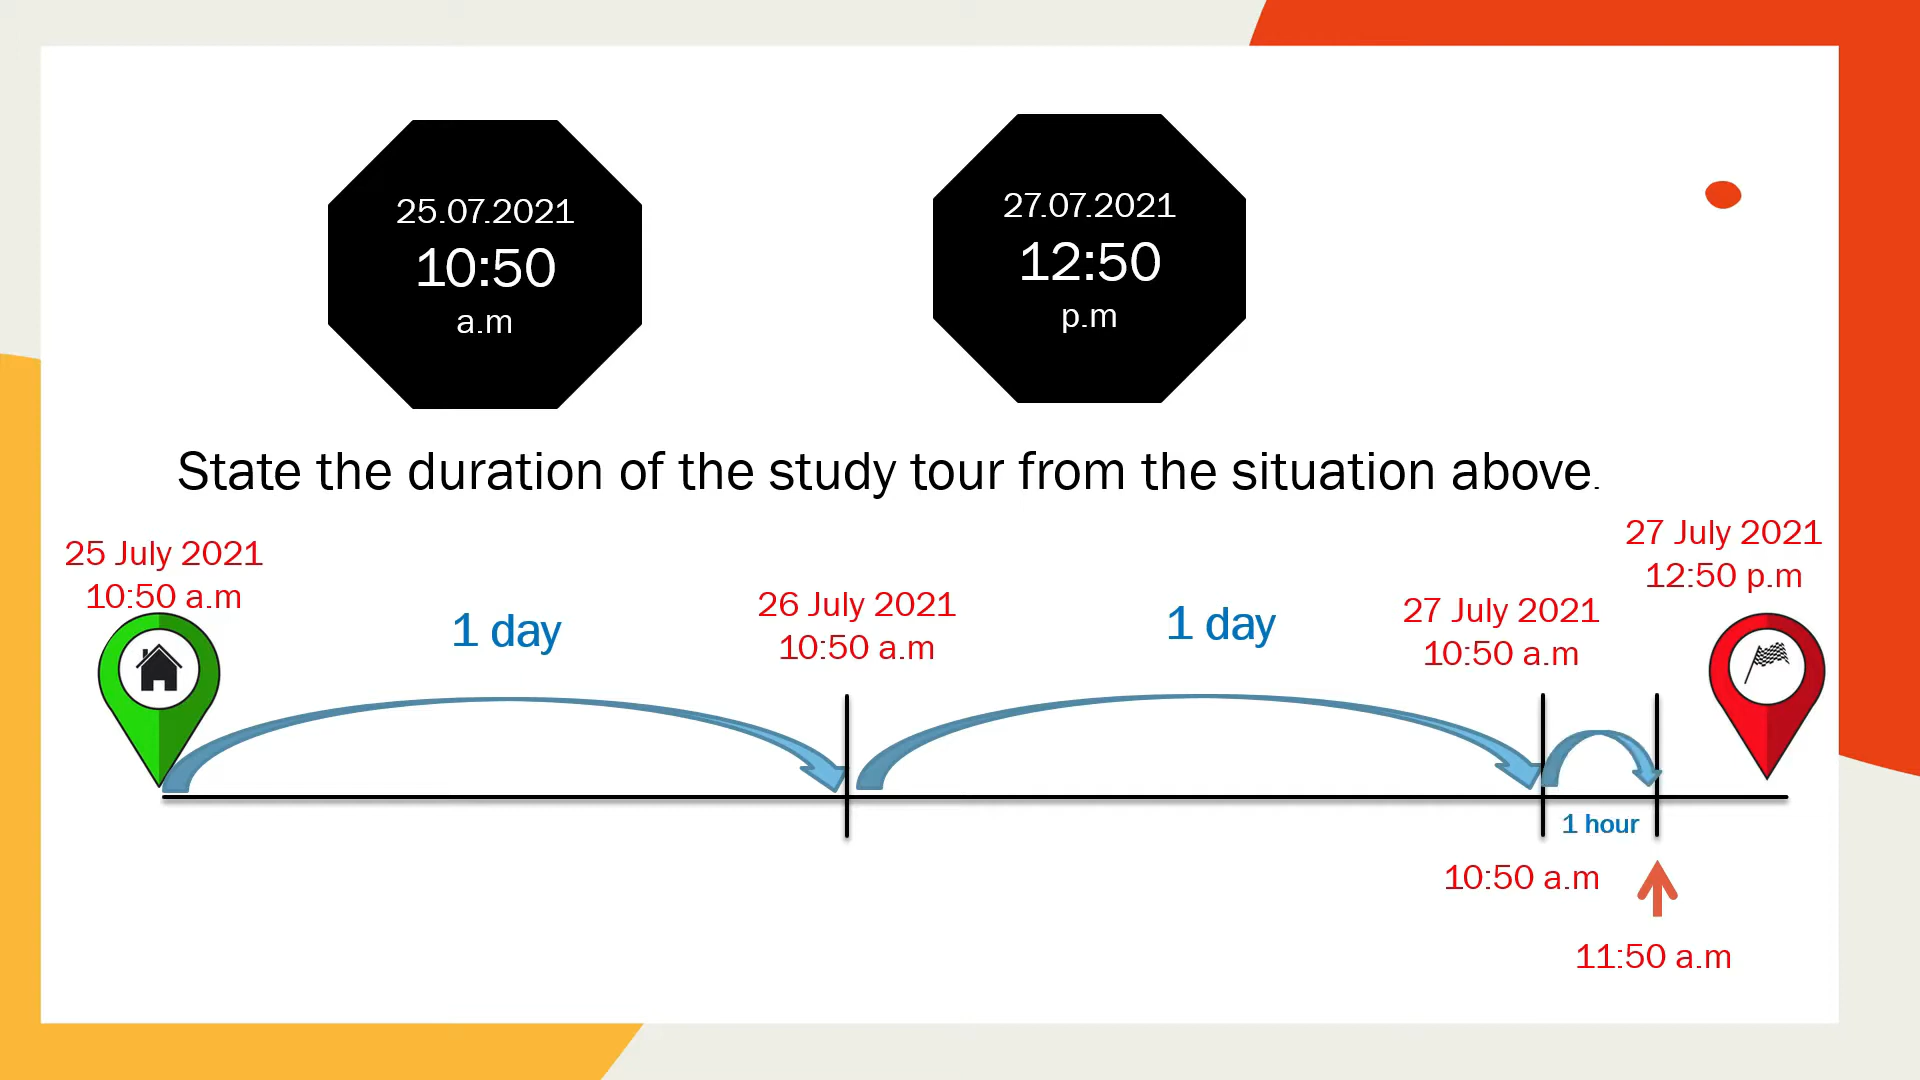 25.07.2021
10:50
a.m
27.07.2021
12:50
p.m
State the duration of the study tour from the situation above.
25 July 2021
10:50 a.m
1 day
26 July 2021
10:50 a.m
1 day
27 July 2021
10:50 a.m
27 July 2021
12:50 p.m
1 hour
10:50 a.m
11:50 a.m